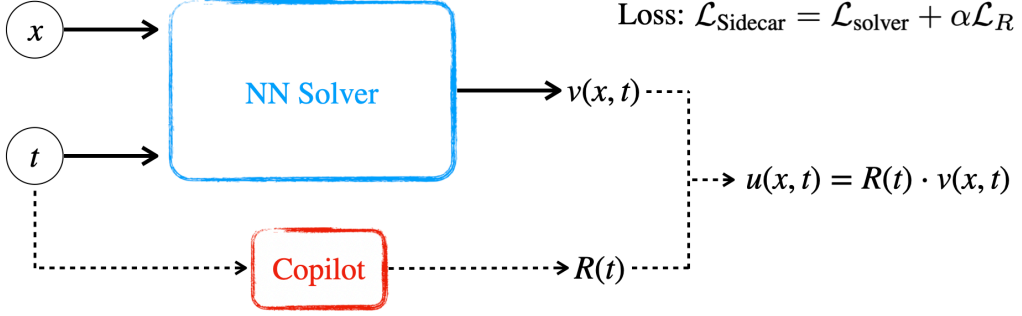 Loss: ℒ_Sidecar = ℒ_solver + αℒ_R
x
NN Solver
v(x, t)
t
u(x, t) = R(t) · v(x, t)
Copilot
R(t)